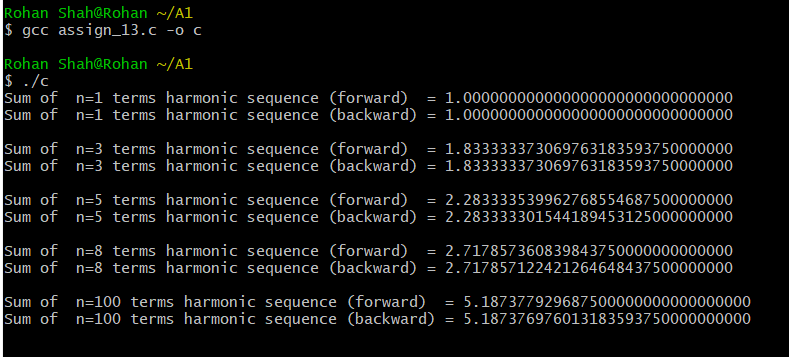 Rohan Shah@Rohan ~/A1
$ gcc assign_13.c -o c
Rohan Shah@Rohan ~/A1
$ ./c
Sum of  n=1 terms harmonic sequence (forward)  = 1.000000000000000000000000000000
Sum of  n=1 terms harmonic sequence (backward) = 1.000000000000000000000000000000
Sum of  n=3 terms harmonic sequence (forward)  = 1.833333373069763183593750000000
Sum of  n=3 terms harmonic sequence (backward) = 1.833333373069763183593750000000
Sum of  n=5 terms harmonic sequence (forward)  = 2.283333539962768554687500000000
Sum of  n=5 terms harmonic sequence (backward) = 2.283333301544189453125000000000
Sum of  n=8 terms harmonic sequence (forward)  = 2.717857360839843750000000000000
Sum of  n=8 terms harmonic sequence (backward) = 2.717857122421264648437500000000
Sum of  n=100 terms harmonic sequence (forward)  = 5.187377929687500000000000000000
Sum of  n=100 terms harmonic sequence (backward) = 5.187376976013183593750000000000